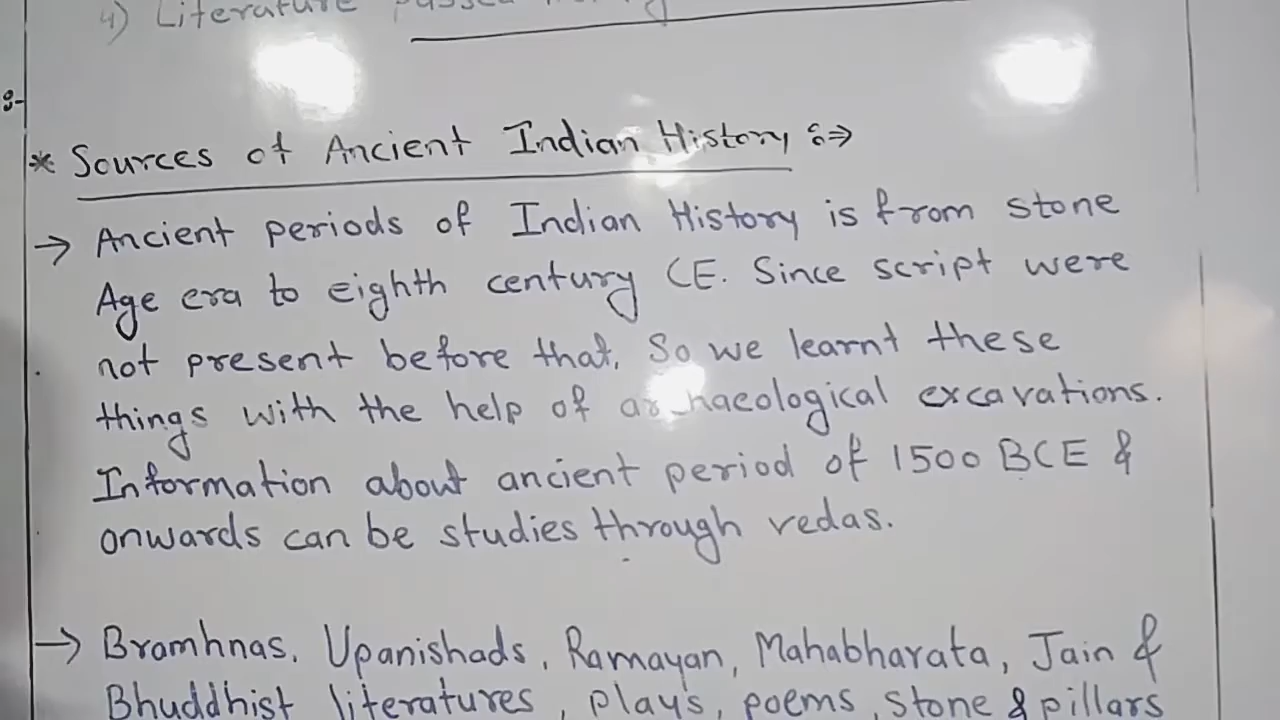 4) Literature
:-
* Sources of Ancient Indian History :⇒
→ Ancient periods of Indian History is from stone
Age era to eighth century CE. Since script were
not present before that, So we learnt these
things with the help of archaeological excavations.
Information about ancient period of 1500 BCE &
onwards can be studies through vedas.
→ Bramhnas, Upanishads, Ramayan, Mahabharata, Jain &
Bhuddhist literatures, plays, poems, stone & pillars